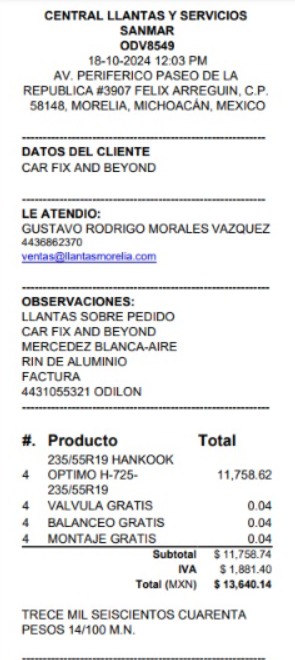 CENTRAL LLANTAS Y SERVICIOS
SANMAR
ODV8549
18-10-2024 12:03 PM
AV. PERIFERICO PASEO DE LA
REPUBLICA #3907 FELIX ARREGUIN, C.P.
58148, MORELIA, MICHOACÁN, MEXICO
DATOS DEL CLIENTE
CAR FIX AND BEYOND
LE ATENDIO:
GUSTAVO RODRIGO MORALES VAZQUEZ
4436862370
ventas@llantasmorelia.com
OBSERVACIONES:
LLANTAS SOBRE PEDIDO
CAR FIX AND BEYOND
MERCEDEZ BLANCA-AIRE
RIN DE ALUMINIO
FACTURA
4431055321 ODILON
#. Producto Total
235/55R19 HANKOOK
4 OPTIMO H-725- 11,758.62
235/55R19
4 VALVULA GRATIS 0.04
4 BALANCEO GRATIS 0.04
4 MONTAJE GRATIS 0.04
Subtotal $ 11,758.74
IVA $ 1,881.40
Total (MXN) $ 13,640.14
TRECE MIL SEISCIENTOS CUARENTA
PESOS 14/100 M.N.